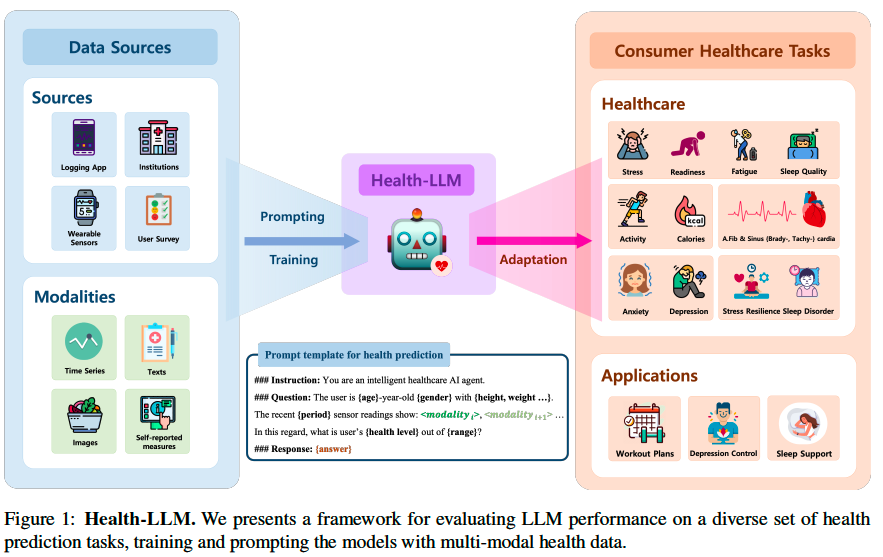 Data Sources
Sources
Logging App
Institutions
Wearable
Sensors
User Survey
Modalities
Time Series
Texts
Images
Self-reported
measures
Prompting
Training
Health-LLM
Adaptation
Prompt template for health prediction
### Instruction: You are an intelligent healthcare AI agent.
### Question: The user is {age}-year-old {gender} with {height, weight ...}.
The recent {period} sensor readings show: <modality i>, <modality i+1> ...
In this regard, what is user's {health level} out of {range}?
### Response: {answer}
Consumer Healthcare Tasks
Healthcare
Stress
Readiness
Fatigue
Sleep Quality
Activity
kcal
Calories
A.Fib & Sinus (Brady-, Tachy-) cardia
Anxiety
Depression
Stress Resilience
Sleep Disorder
Applications
Workout Plans
Depression Control
Sleep Support
Figure 1: Health-LLM. We presents a framework for evaluating LLM performance on a diverse set of health
prediction tasks, training and prompting the models with multi-modal health data.